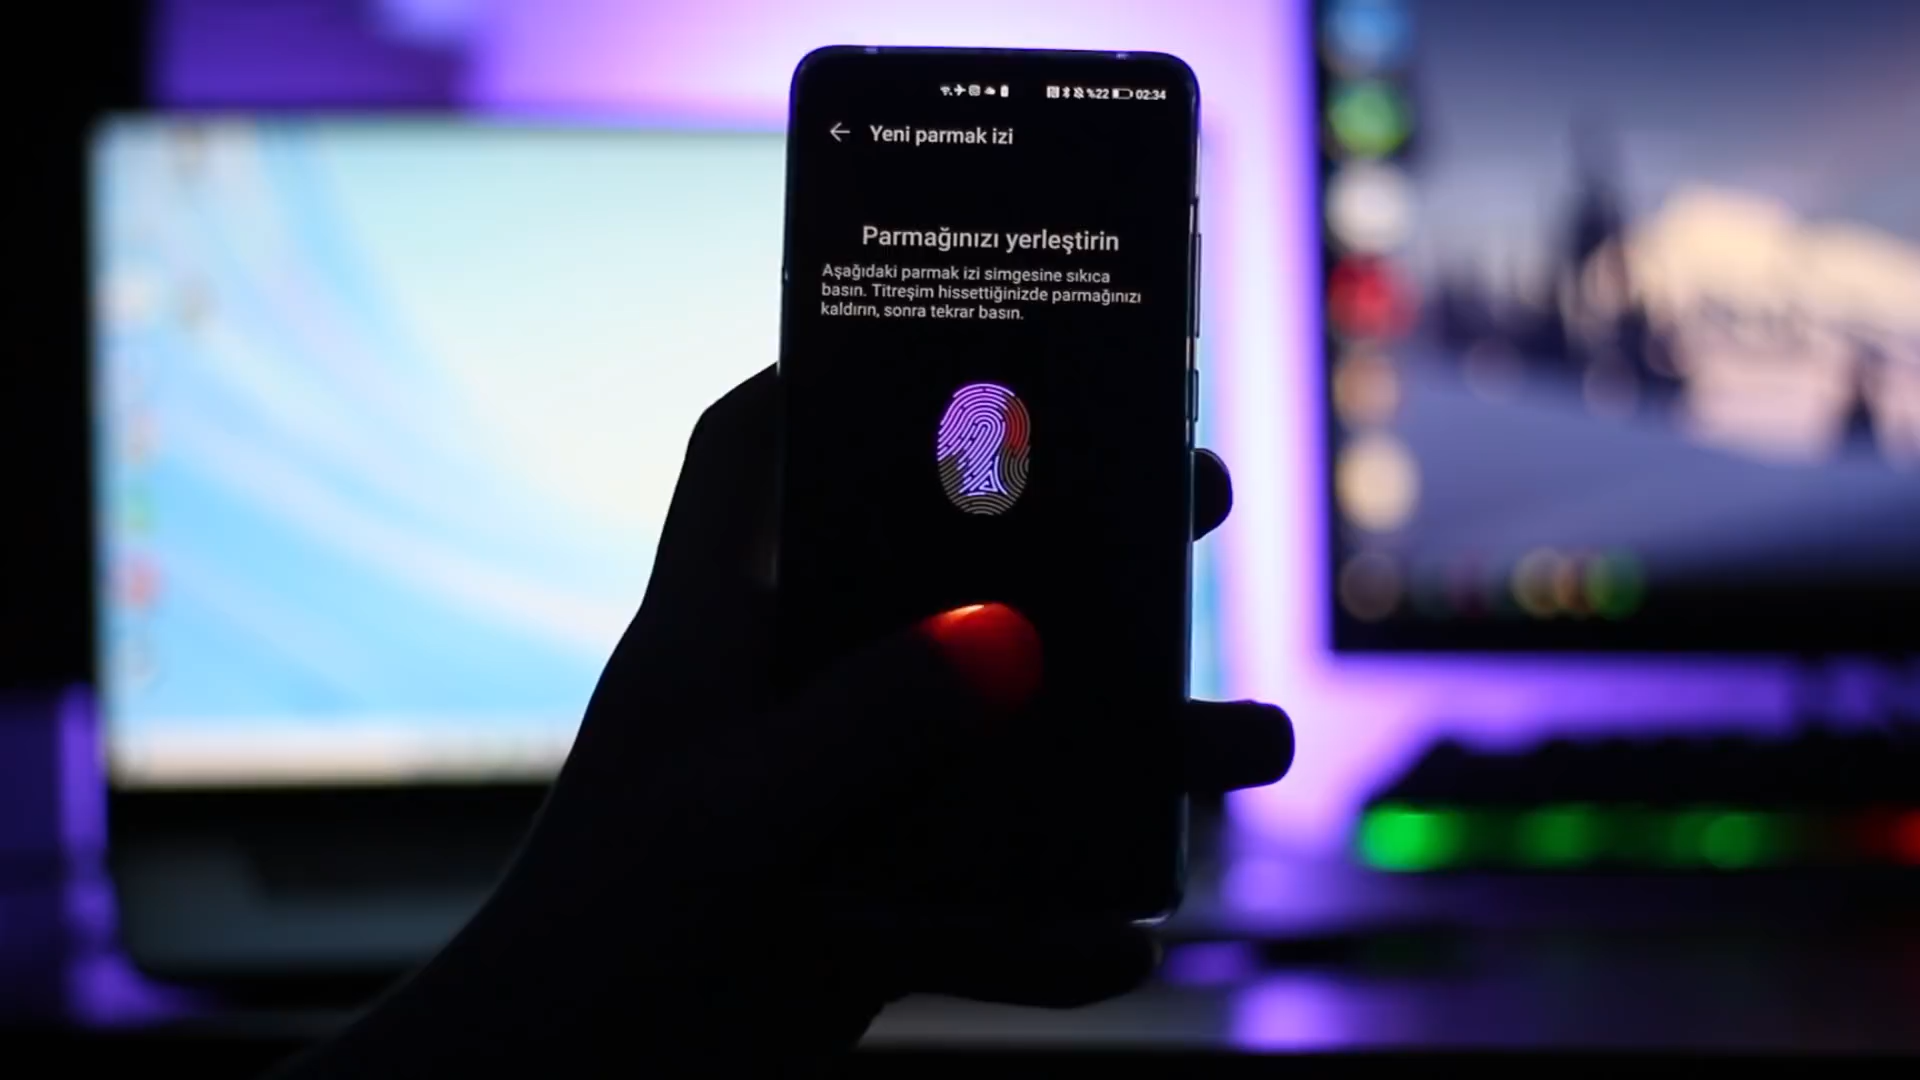 %22 02:34
Yeni parmak izi
Parmağınızı yerleştirin
Aşağıdaki parmak izi simgesine sıkıca
basın. Titreşim hissettiğinizde parmağınızı
kaldırın, sonra tekrar basın.